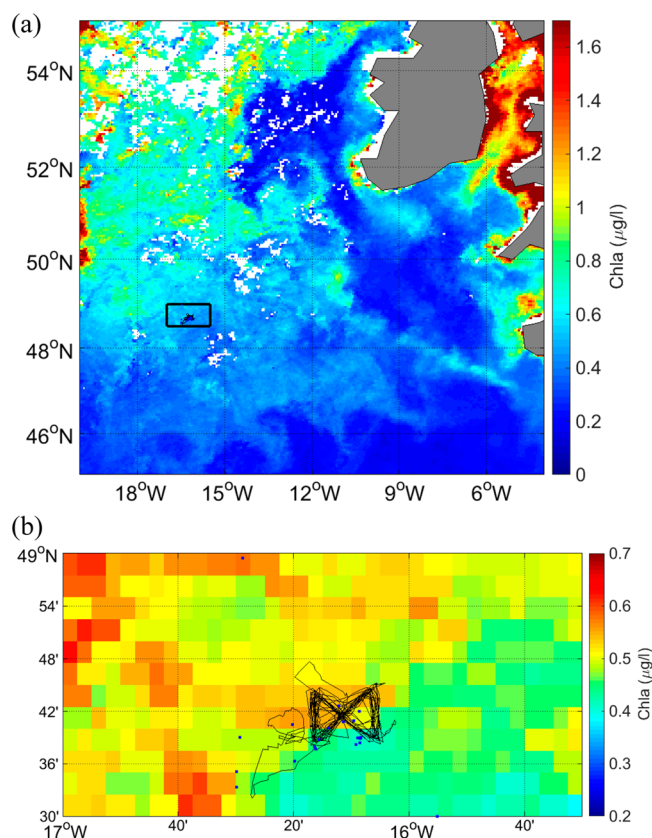 (a)
54°N
52°N
50°N
48°N
46°N
18°W 15°W 12°W 9°W 6°W
1.6
1.4
1.2
1
0.8
0.6
0.4
0.2
0
Chla (μg/l)
(b)
49°N
54'
48'
42'
36'
30'
17°W 40' 20' 16°W 40'
0.7
0.6
0.5
0.4
0.3
0.2
Chla (μg/l)